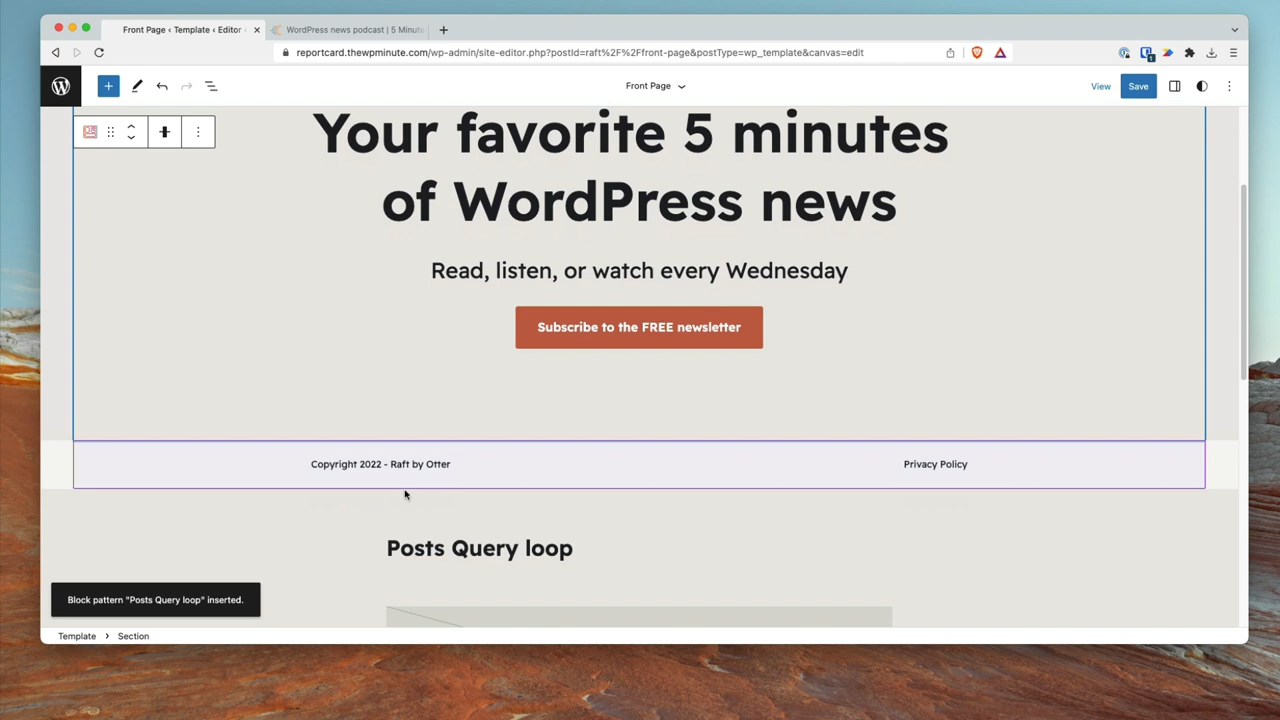 Front Page ‹ Template ‹ Editor -
WordPress news podcast | 5 Minute
reportcard.thewpminute.com/wp-admin/site-editor.php?postId=raft%2F%2Ffront-page&postType=wp_template&canvas=edit
Front Page
View
Save
Your favorite 5 minutes
of WordPress news
Read, listen, or watch every Wednesday
Subscribe to the FREE newsletter
Copyright 2022 - Raft by Otter
Privacy Policy
Posts Query loop
Block pattern "Posts Query loop" inserted.
Template › Section